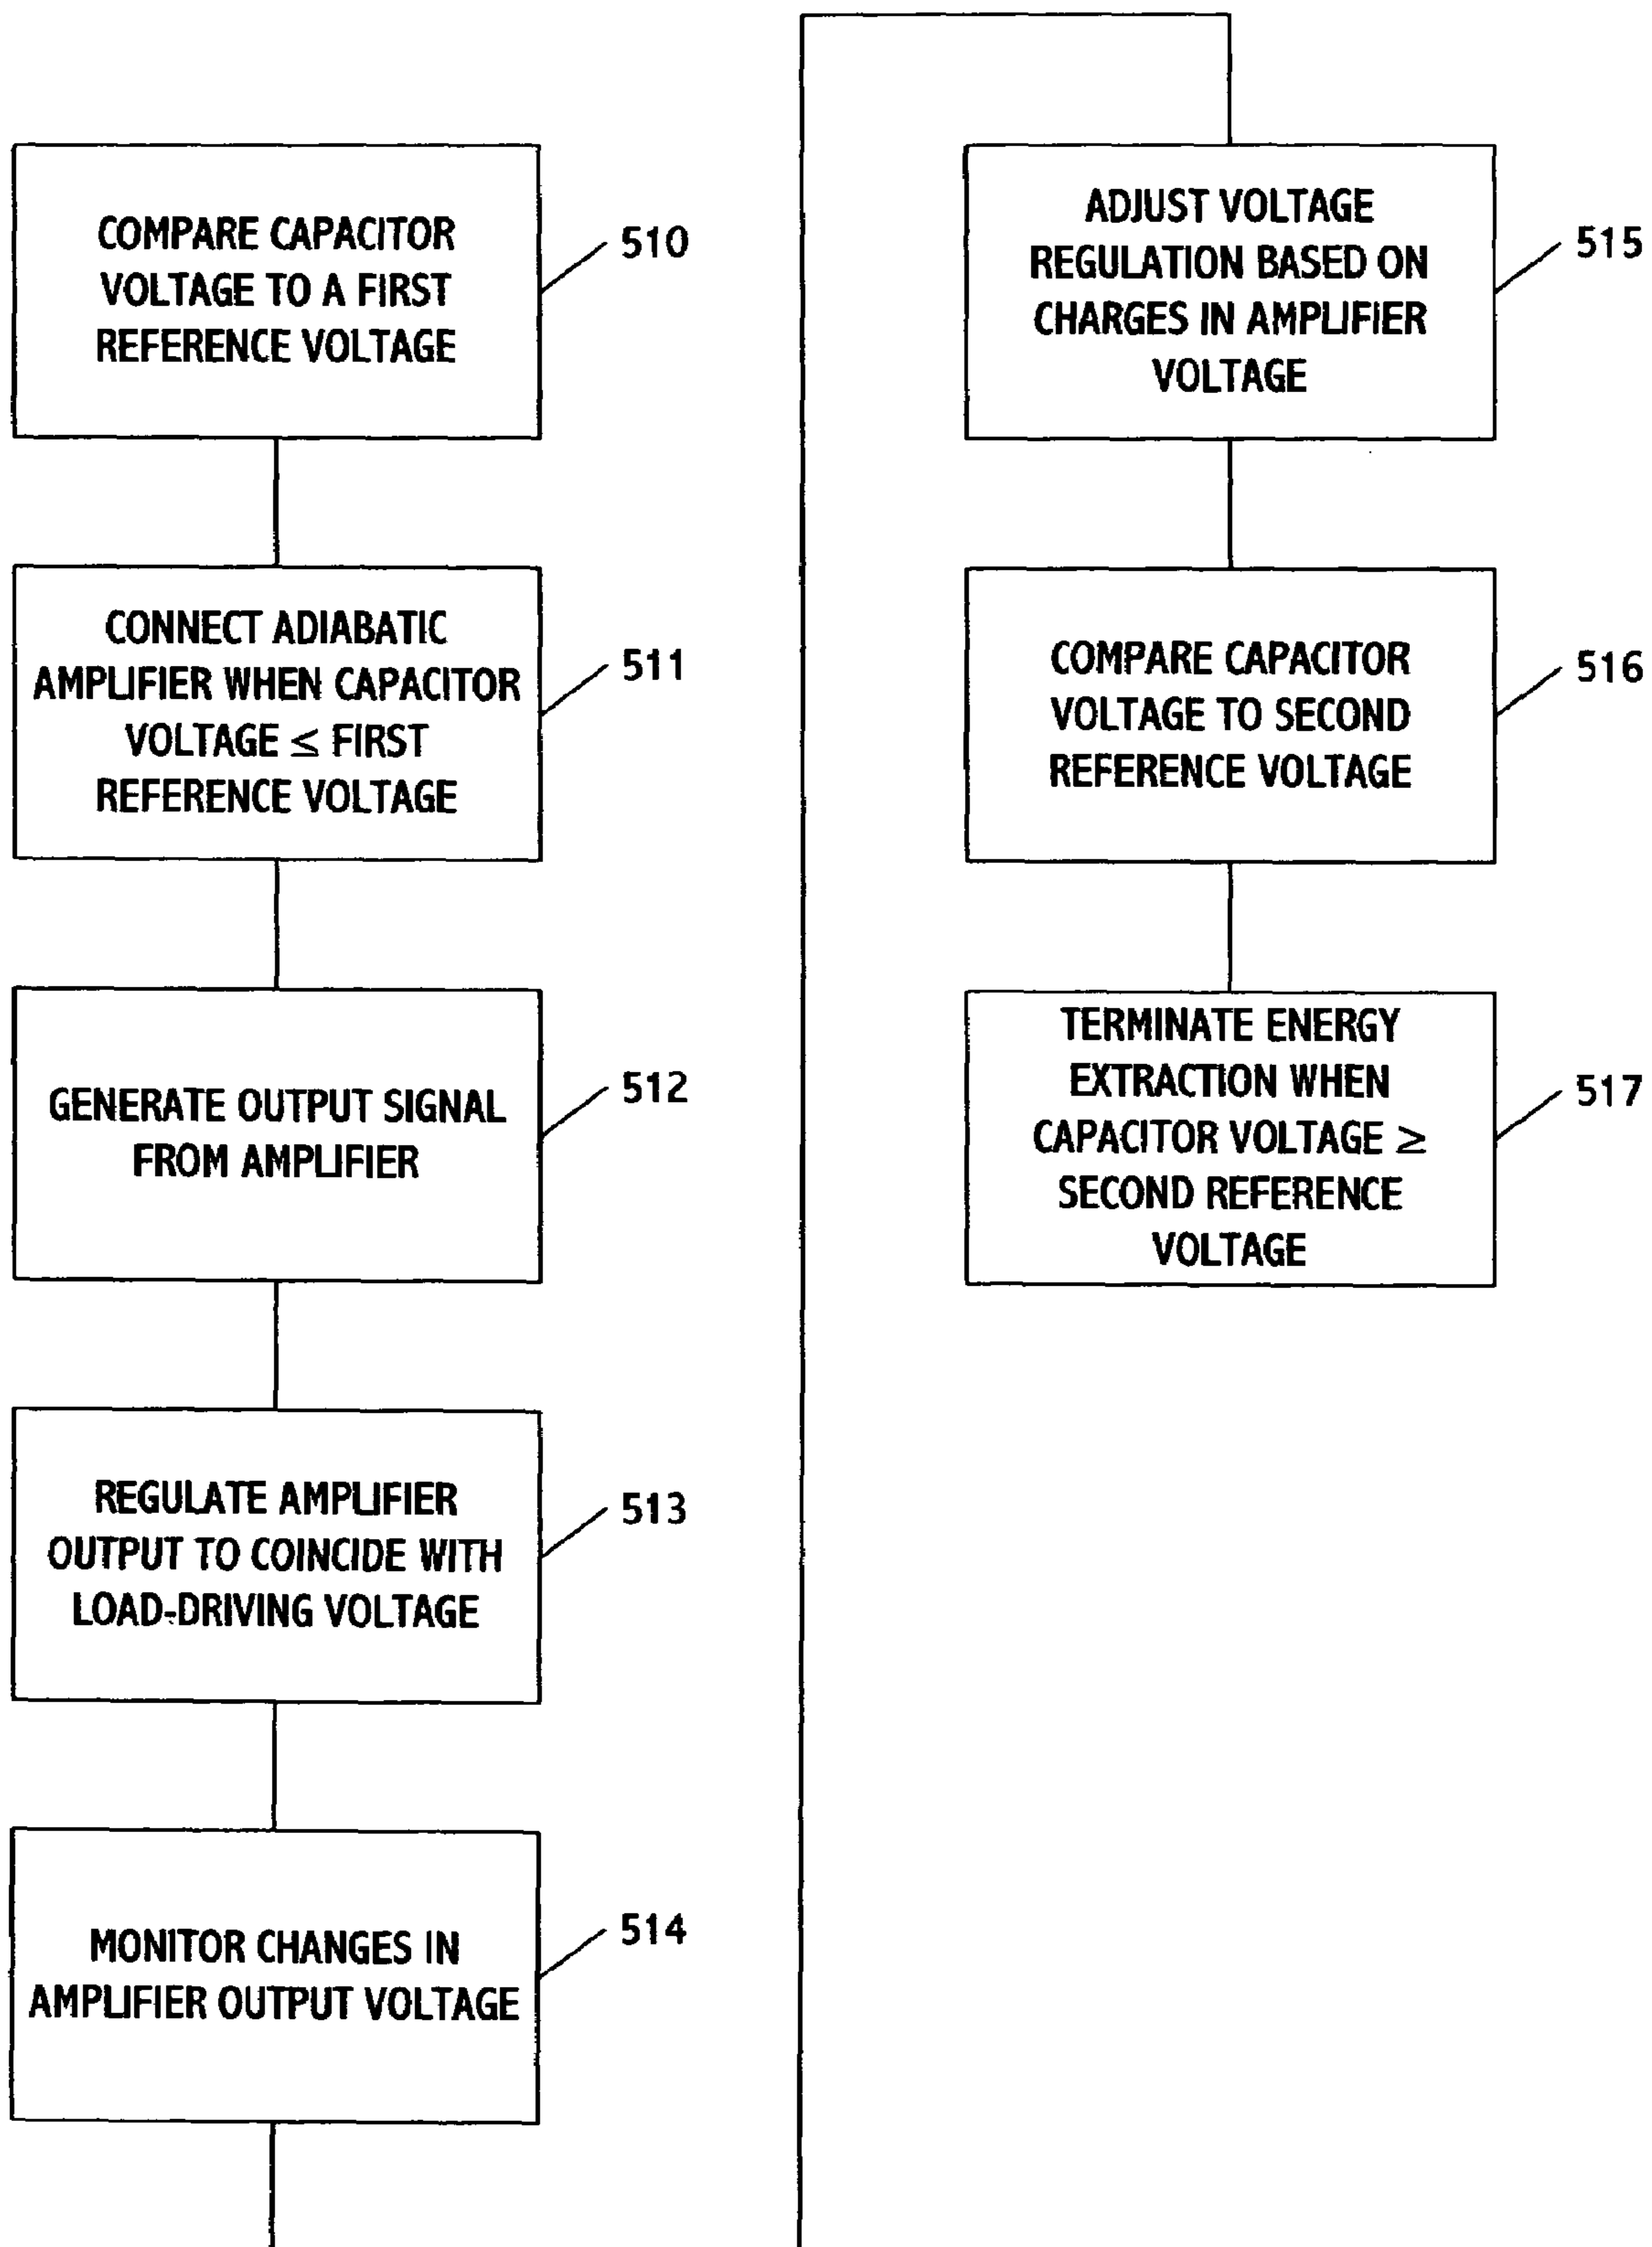 COMPARE CAPACITOR
VOLTAGE TO A FIRST
REFERENCE VOLTAGE
510
CONNECT ADIABATIC
AMPLIFIER WHEN CAPACITOR
VOLTAGE ≤ FIRST
REFERENCE VOLTAGE
511
GENERATE OUTPUT SIGNAL
FROM AMPLIFIER
512
REGULATE AMPLIFIER
OUTPUT TO COINCIDE WITH
LOAD-DRIVING VOLTAGE
513
MONITOR CHANGES IN
AMPLIFIER OUTPUT VOLTAGE
514
ADJUST VOLTAGE
REGULATION BASED ON
CHARGES IN AMPLIFIER
VOLTAGE
515
COMPARE CAPACITOR
VOLTAGE TO SECOND
REFERENCE VOLTAGE
516
TERMINATE ENERGY
EXTRACTION WHEN
CAPACITOR VOLTAGE ≥
SECOND REFERENCE
VOLTAGE
517